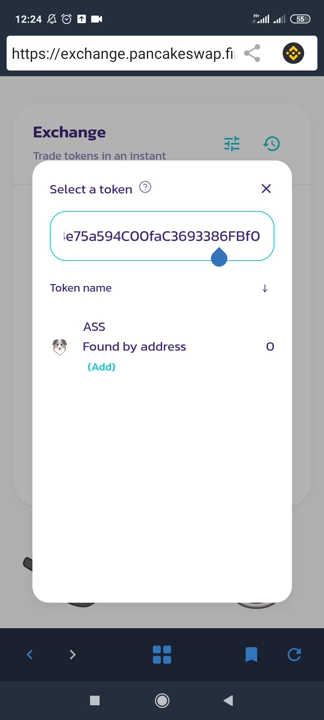 12:24
55
https://exchange.pancakeswap.fi
Exchange
Trade tokens in an instant
Select a token ?
e75a594C00faC3693386FBf0
Token name ↓
ASS
Found by address 0
(Add)